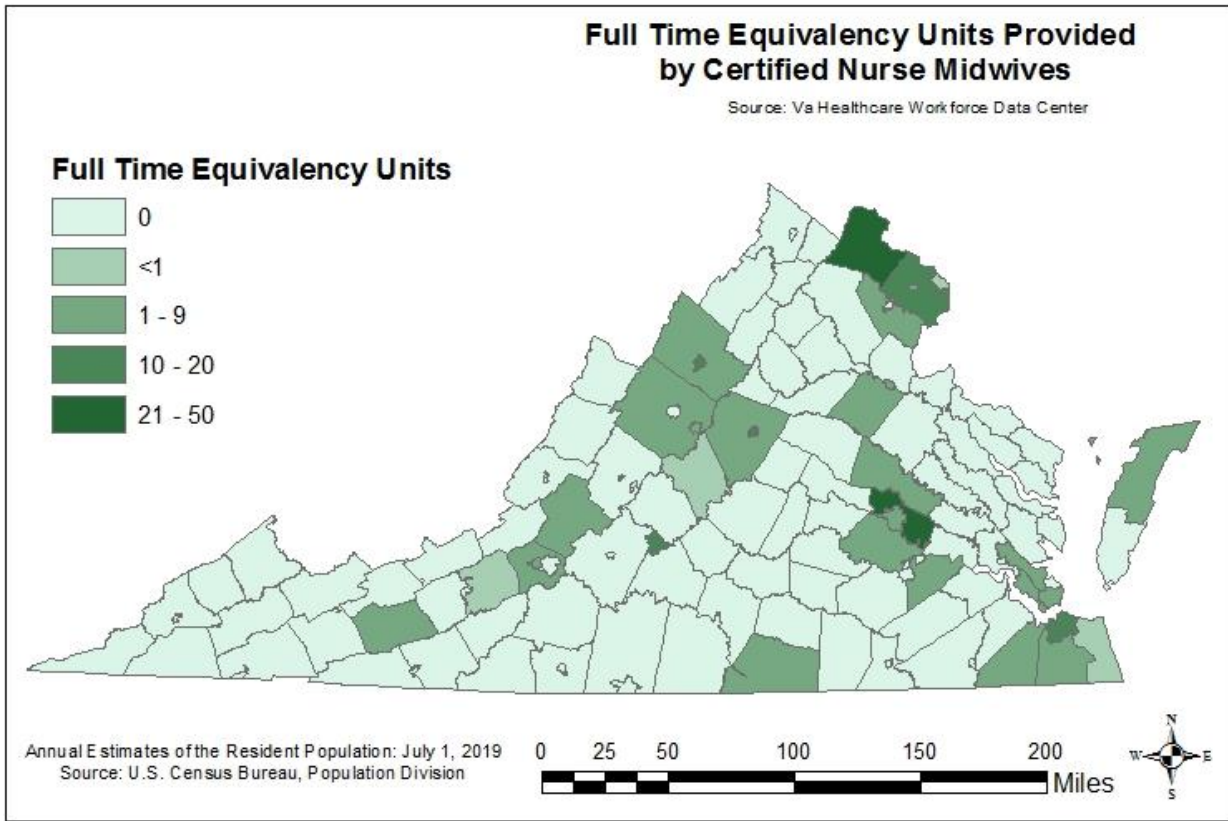 Full Time Equivalency Units Provided
by Certified Nurse Midwives
Source: Va Healthcare Workforce Data Center
Full Time Equivalency Units
0
<1
1 - 9
10 - 20
21 - 50
Annual Estimates of the Resident Population: July 1, 2019
Source: U.S. Census Bureau, Population Division
0 25 50 100 150 200
Miles
N
W E
S